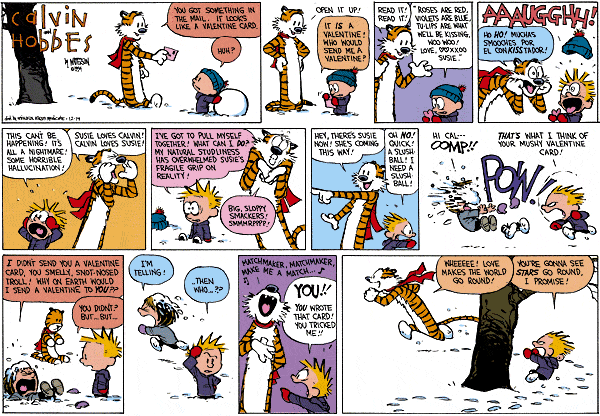 CALVIN
AND
HOBBES
BY WATTERSON
YOU GOT SOMETHING IN
THE MAIL. IT LOOKS
LIKE A VALENTINE CARD.
HUH?
OPEN IT UP!
IT IS A
VALENTINE!
WHO WOULD
SEND ME A
VALENTINE?
READ IT!
READ IT!
"ROSES ARE RED,
VIOLETS ARE BLUE,
TU-LIPS ARE WHAT
WE'LL BE KISSING,
WOO WOO!
SUSIE."
AAAUGGHH!
HO HO! MUCHAS
SMOOCHES POR
EL CONKISSTADOR!
THIS CAN'T BE
HAPPENING! IT'S
ALL A NIGHTMARE!
SOME HORRIBLE
HALLUCINATION!
SUSIE LOVES CALVIN!
CALVIN LOVES SUSIE!
I'VE GOT TO PULL MYSELF
TOGETHER! WHAT CAN I DO?
MY NATURAL STUDLINESS
HAS OVERWHELMED SUSIE'S
FRAGILE GRIP ON
REALITY!
BIG, SLOPPY
SMACKERS!
SMMMRPPP!
HEY, THERE'S SUSIE
NOW! SHE'S COMING
THIS WAY!
OH NO!
QUICK!
A SLUSH
BALL! I
NEED A
SLUSH
BALL!
HI CAL--
OOMP!!
POW!
THAT'S WHAT I THINK OF
YOUR MUSHY VALENTINE
CARD!
I DIDN'T SEND YOU A VALENTINE
CARD, YOU SMELLY, SNOT-NOSED
TROLL! WHY ON EARTH WOULD
I SEND A VALENTINE TO YOU??
YOU DIDN'T?
BUT... BUT...
I'M
TELLING!
..THEN
WHO...??
MATCHMAKER, MATCHMAKER,
MAKE ME A MATCH... ♪
YOU!!
YOU WROTE
THAT CARD!
YOU TRICKED
ME!!
WHEEEEE! LOVE
MAKES THE WORLD
GO ROUND!
YOU'RE GONNA SEE
STARS GO ROUND,
I PROMISE!